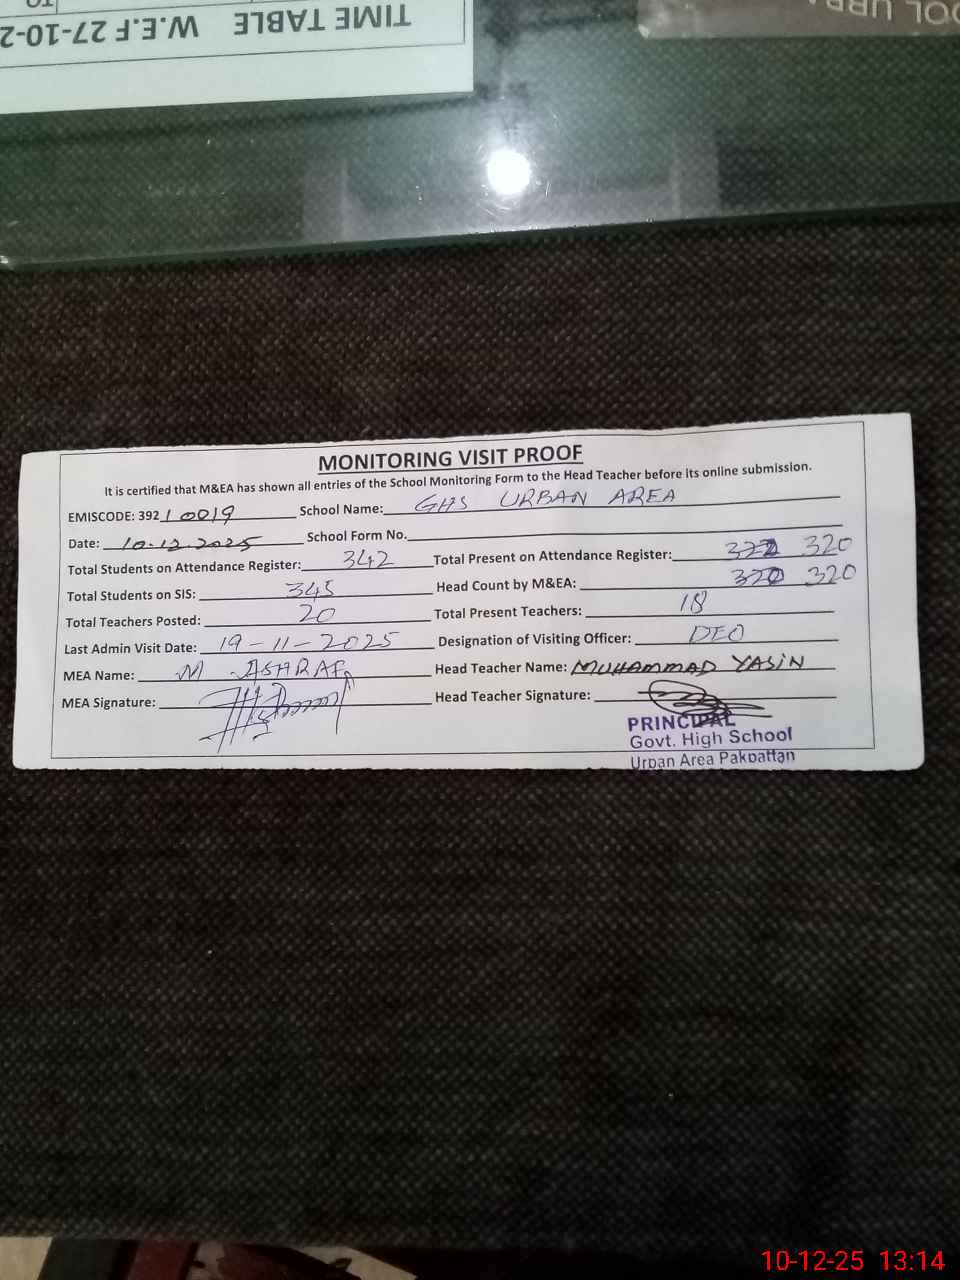 TO
TIME TABLE W.E.F 27-10-2
OOL URBA
MONITORING VISIT PROOF
It is certified that M&EA has shown all entries of the School Monitoring Form to the Head Teacher before its online submission.
EMISCODE: 392 10019 School Name: GHS URBAN AREA
Date: 10.12.2025 School Form No.
Total Students on Attendance Register: 342 Total Present on Attendance Register: 320
Total Students on SIS: 345 Head Count by M&EA: 320
Total Teachers Posted: 20 Total Present Teachers: 18
Last Admin Visit Date: 19-11-2025 Designation of Visiting Officer: DEO
MEA Name: M ASHRAF Head Teacher Name: MUHAMMAD YASIN
MEA Signature: Head Teacher Signature:
PRINCIPAL
Govt. High School
Urban Area Pakpattan
10-12-25 13:14